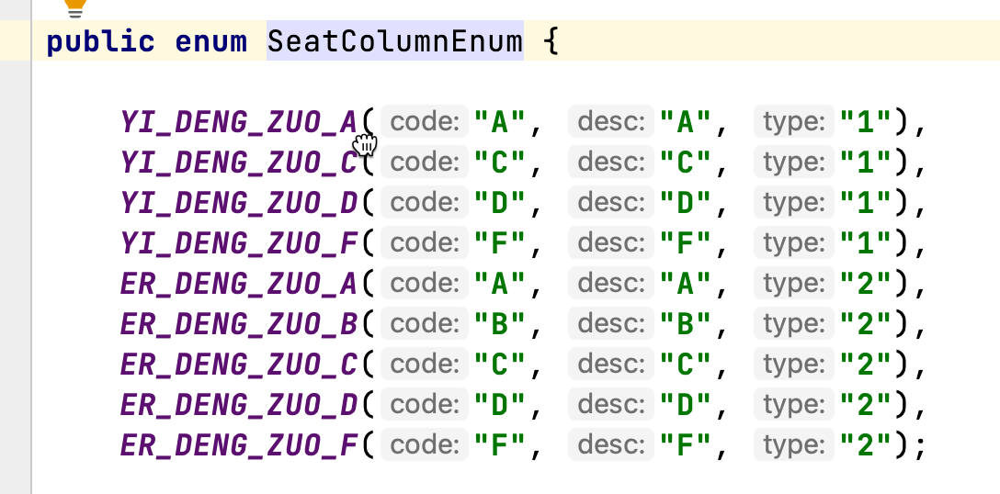 public enum SeatColumnEnum {
YI_DENG_ZUO_A( code: "A", desc: "A", type: "1"),
YI_DENG_ZUO_C( code: "C", desc: "C", type: "1"),
YI_DENG_ZUO_D( code: "D", desc: "D", type: "1"),
YI_DENG_ZUO_F( code: "F", desc: "F", type: "1"),
ER_DENG_ZUO_A( code: "A", desc: "A", type: "2"),
ER_DENG_ZUO_B( code: "B", desc: "B", type: "2"),
ER_DENG_ZUO_C( code: "C", desc: "C", type: "2"),
ER_DENG_ZUO_D( code: "D", desc: "D", type: "2"),
ER_DENG_ZUO_F( code: "F", desc: "F", type: "2");